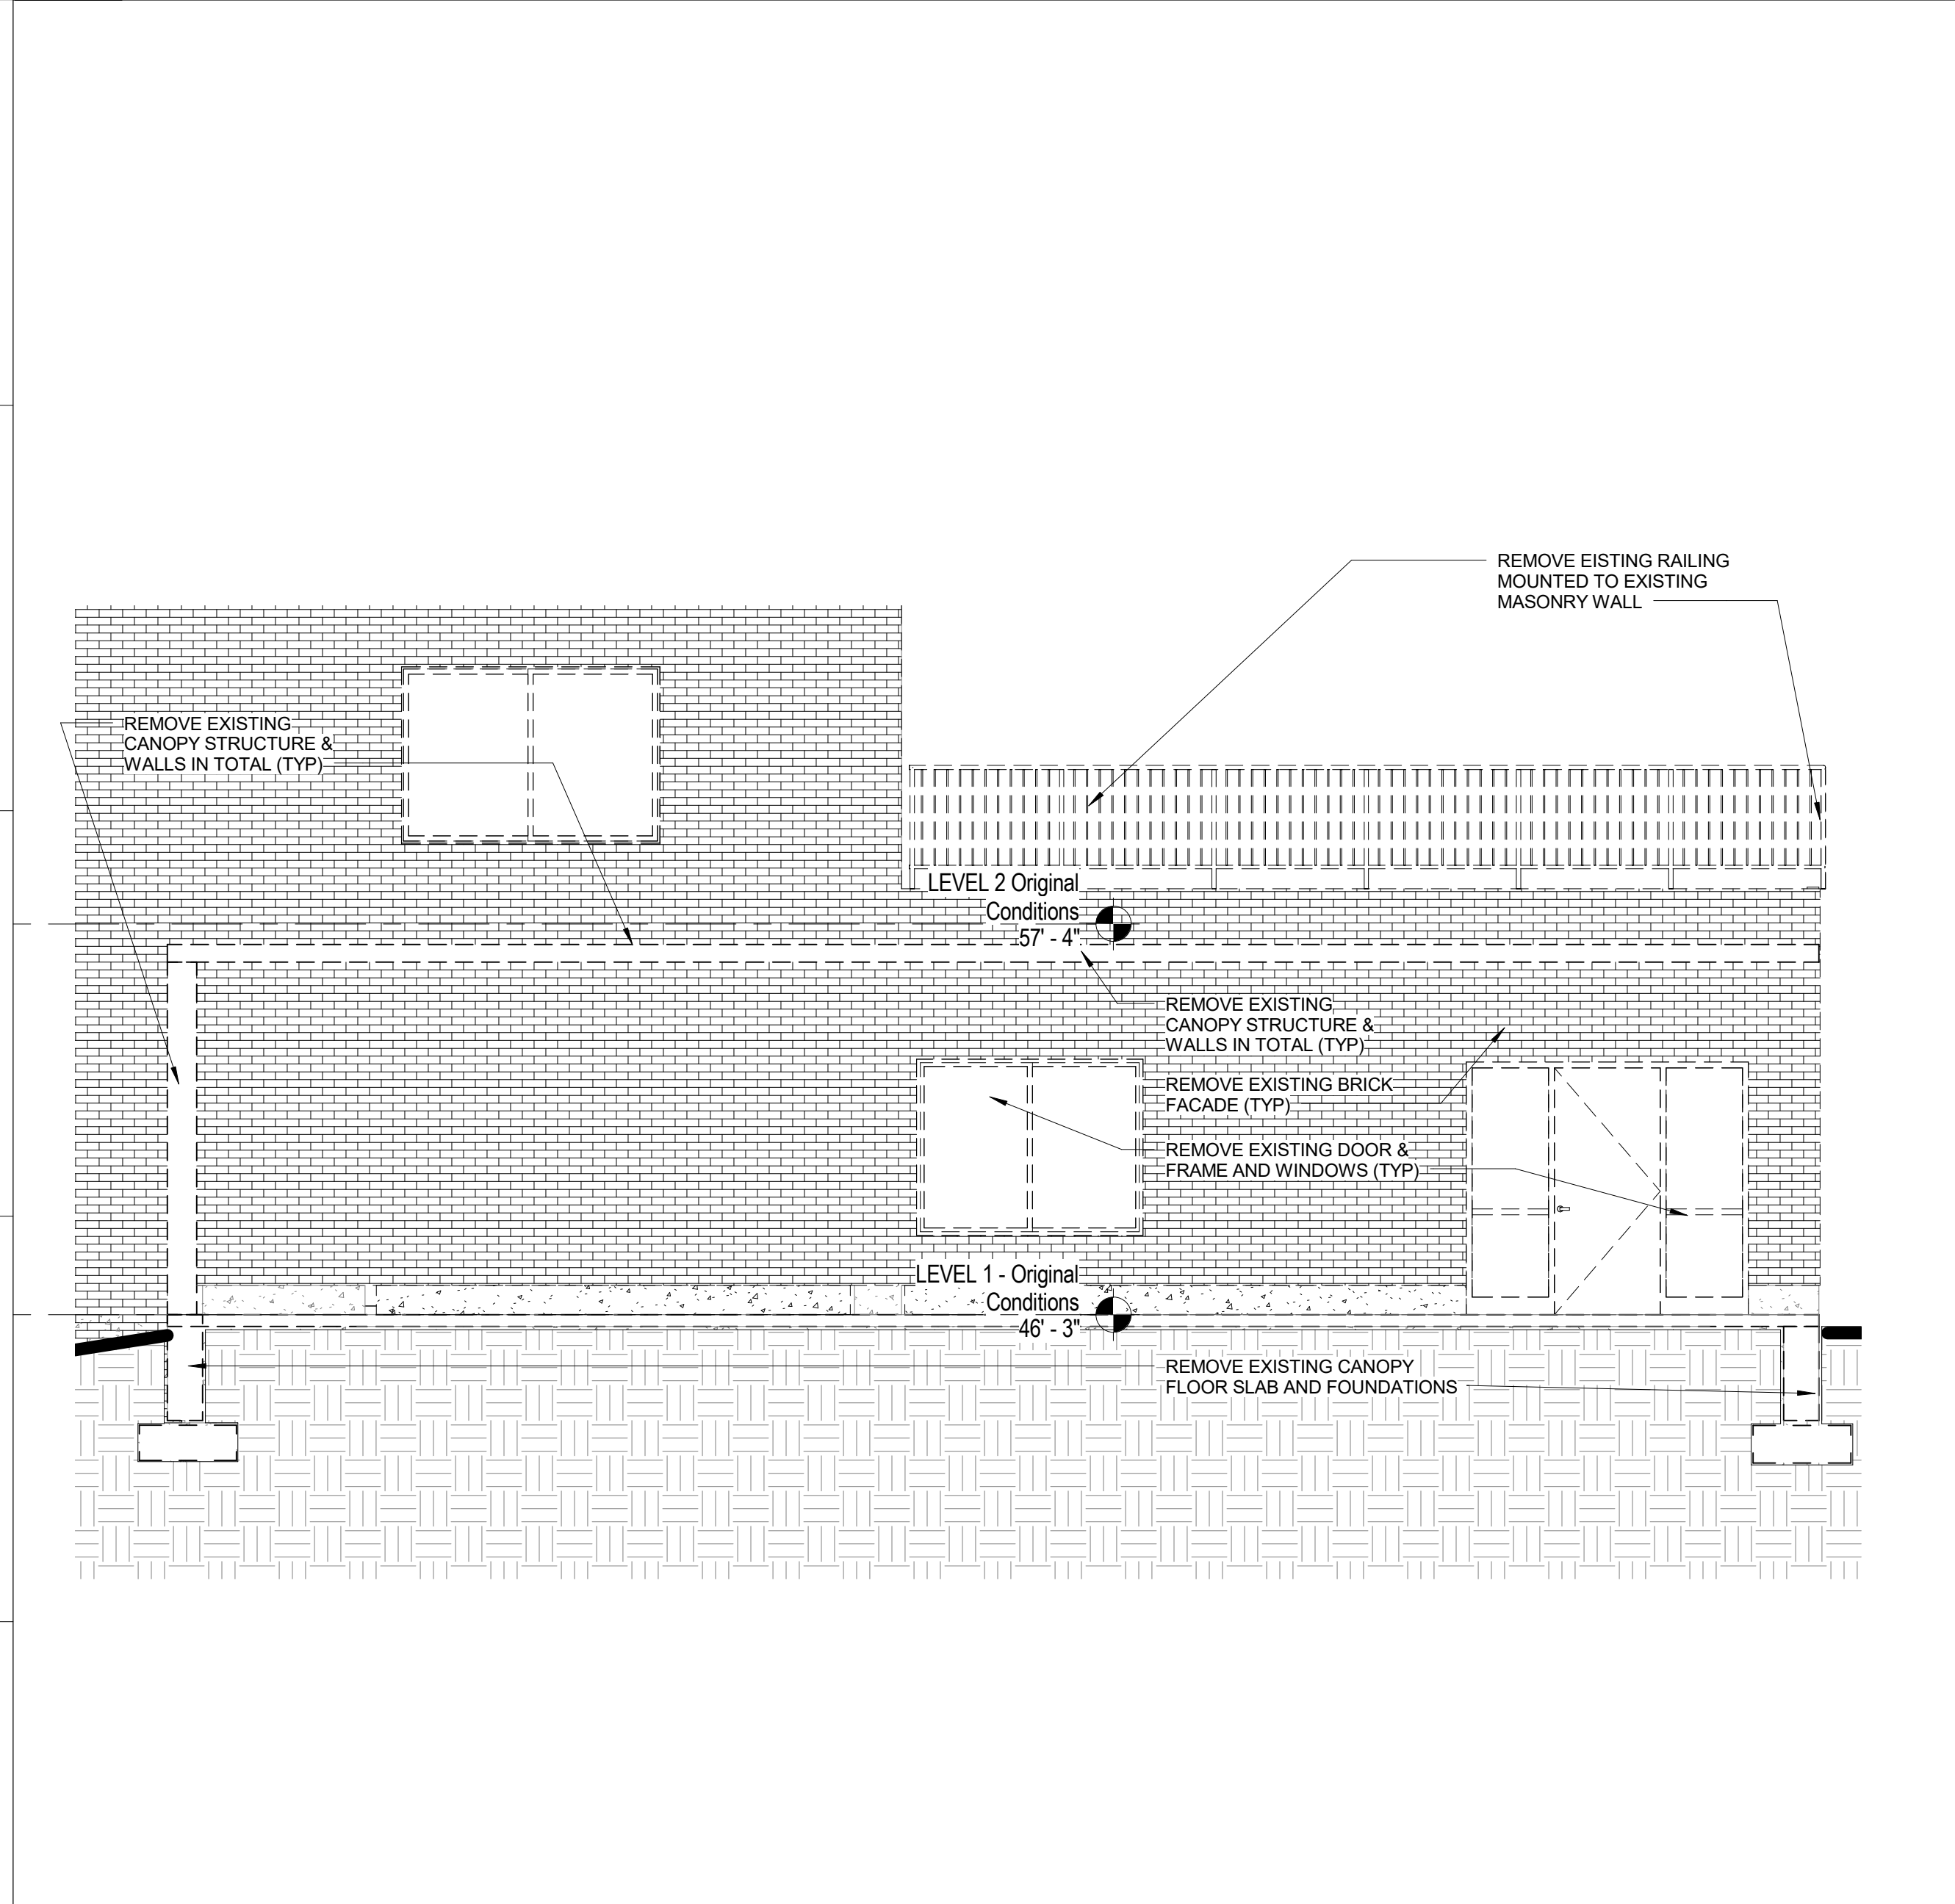 REMOVE EISTING RAILING
MOUNTED TO EXISTING
MASONRY WALL
REMOVE EXISTING
CANOPY STRUCTURE &
WALLS IN TOTAL (TYP)
LEVEL 2 Original
Conditions
57' - 4"
REMOVE EXISTING
CANOPY STRUCTURE &
WALLS IN TOTAL (TYP)
REMOVE EXISTING BRICK
FACADE (TYP)
REMOVE EXISTING DOOR &
FRAME AND WINDOWS (TYP)
LEVEL 1 - Original
Conditions
46' - 3"
REMOVE EXISTING CANOPY
FLOOR SLAB AND FOUNDATIONS